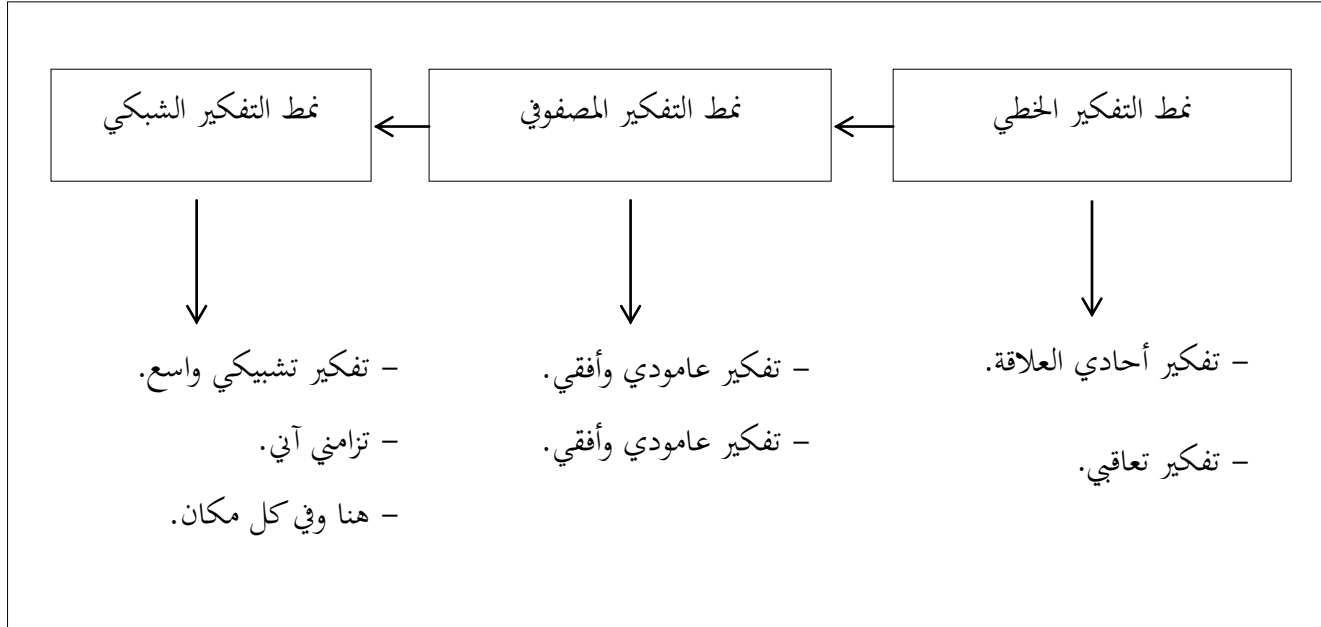 نمط التفكير الخطي
نمط التفكير المصفوفي
نمط التفكير الشبكي
– تفكير أحادي العلاقة.
– تفكير تعاقبي.
– تفكير عامودي وأفقي.
– تفكير عامودي وأفقي.
– تفكير تشبيكي واسع.
– تزامني آني.
– هنا وفي كل مكان.